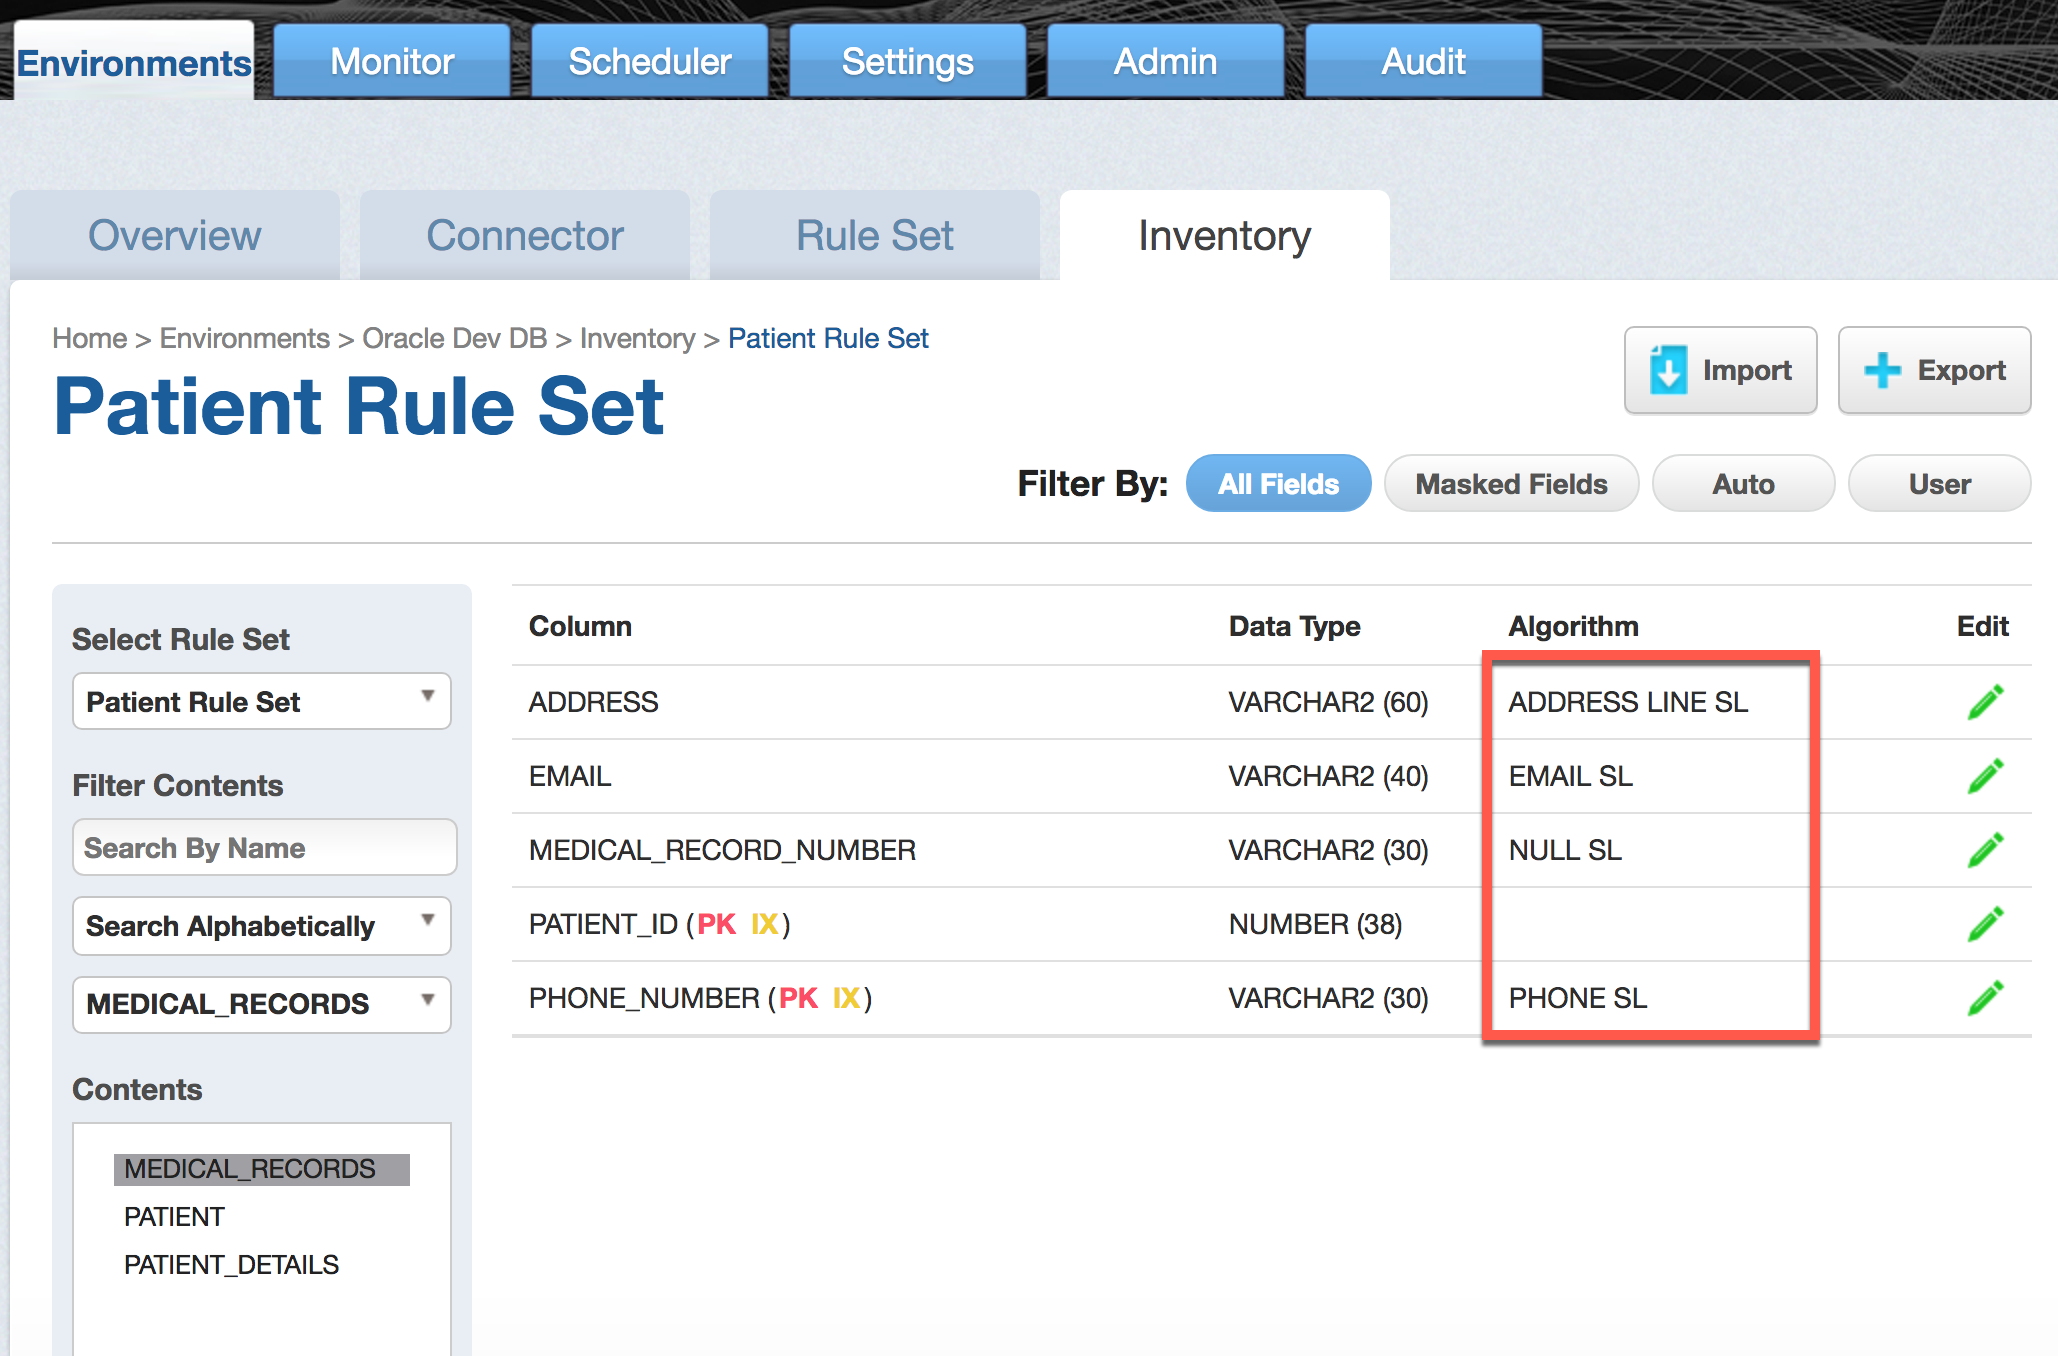 Environments Monitor Scheduler Settings Admin Audit
Overview Connector Rule Set Inventory
Home > Environments > Oracle Dev DB > Inventory > Patient Rule Set
Patient Rule Set
Import Export
Filter By: All Fields Masked Fields Auto User
Select Rule Set
Patient Rule Set
Filter Contents
Search By Name
Search Alphabetically
MEDICAL_RECORDS
Contents
MEDICAL_RECORDS
PATIENT
PATIENT_DETAILS
Column Data Type Algorithm Edit
ADDRESS VARCHAR2 (60) ADDRESS LINE SL
EMAIL VARCHAR2 (40) EMAIL SL
MEDICAL_RECORD_NUMBER VARCHAR2 (30) NULL SL
PATIENT_ID (PK IX) NUMBER (38)
PHONE_NUMBER (PK IX) VARCHAR2 (30) PHONE SL